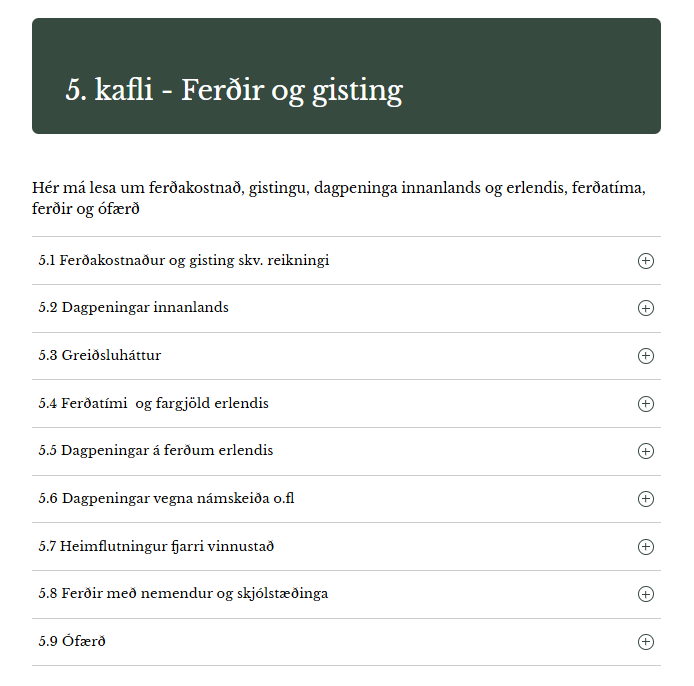 5. kafli - Ferðir og gisting
Hér má lesa um ferðakostnað, gistingu, dagpeninga innanlands og erlendis, ferðatíma,
ferðir og ófærð
5.1 Ferðakostnaður og gisting skv. reikningi
5.2 Dagpeningar innanlands
5.3 Greiðsluháttur
5.4 Ferðatími  og fargjöld erlendis
5.5 Dagpeningar á ferðum erlendis
5.6 Dagpeningar vegna námskeiða o.fl
5.7 Heimflutningur fjarri vinnustað
5.8 Ferðir með nemendur og skjólstæðinga
5.9 Ófærð